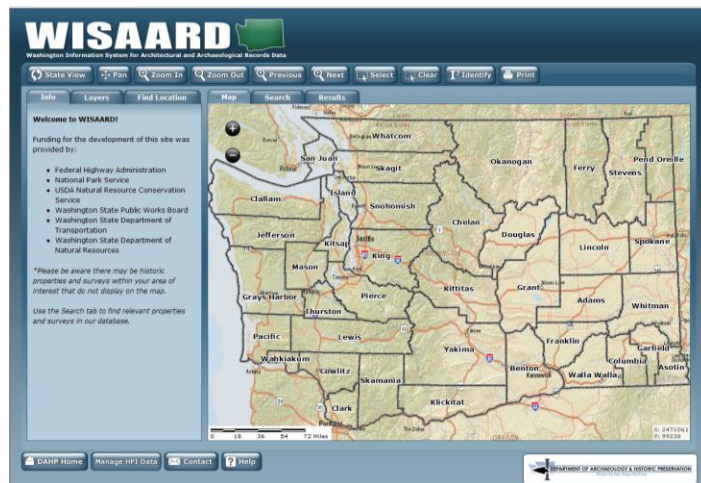 WISAARD
Washington Information System for Architectural and Archaeological Records Data
State View Pan Zoom In Zoom Out Previous Next Select Clear Identify Print
Info Layers Find Location Map Search Results
Welcome to WISAARD!
Funding for the development of this site was
provided by:
Federal Highway Administration
National Park Service
USDA Natural Resource Conservation
Service
Washington State Public Works Board
Washington State Department of
Transportation
Washington State Department of
Natural Resources
*Please be aware there may be historic
properties and surveys within your area of
interest that do not display on the map.
Use the Search tab to find relevant properties
and surveys in our database.
Whatcom
San Juan
Skagit
Okanogan
Ferry
Stevens
Pend Oreille
Island
Clallam
Snohomish
Chelan
Jefferson
Kitsap
Seattle
King
Douglas
Lincoln
Spokane
Mason
Grays Harbor
Pierce
Kittitas
Grant
Adams
Whitman
Thurston
Pacific
Lewis
Yakima
Franklin
Garfield
Wahkiakum
Cowlitz
Benton
Columbia
Walla Walla
Asotin
Skamania
Clark
Klickitat
OREGON
0 18 36 54 72 Miles
X: 2471061
Y: 99238
DAHP Home Manage HPI Data Contact ? Help
DEPARTMENT OF ARCHAEOLOGY & HISTORIC PRESERVATION